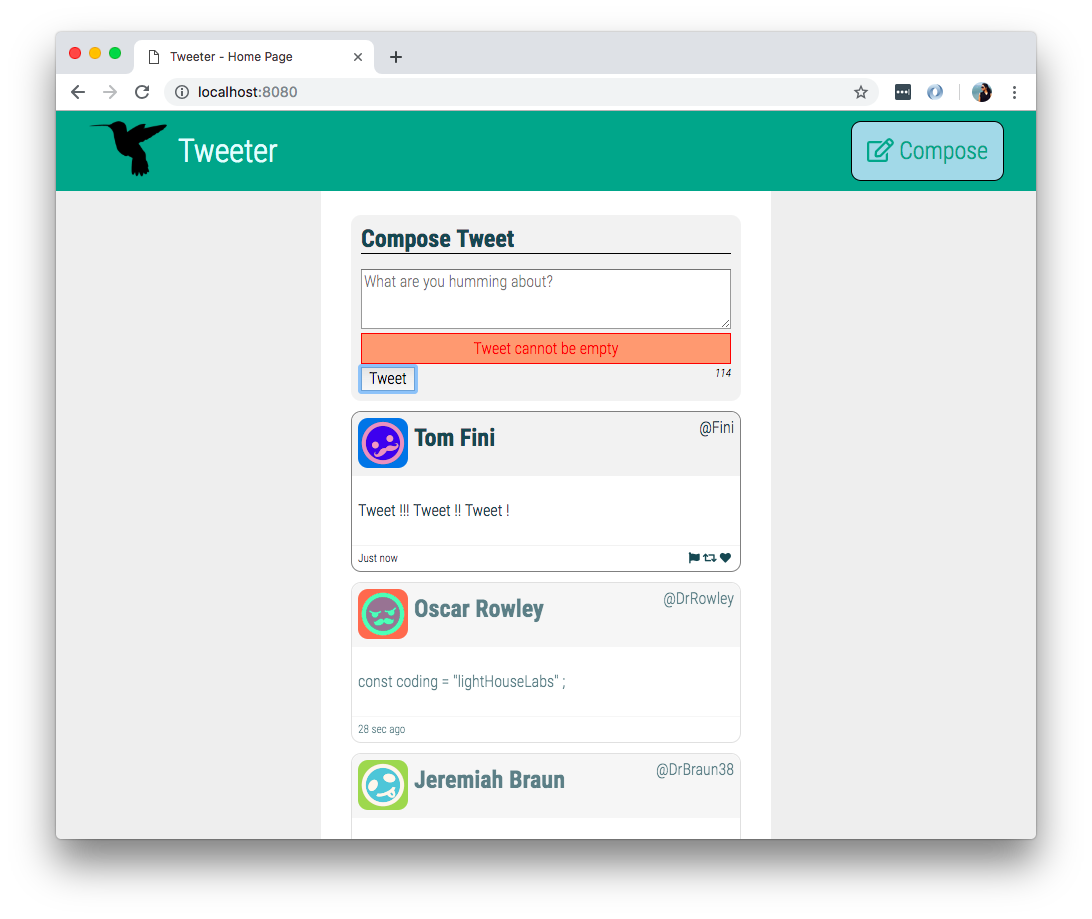 Tweeter - Home Page
localhost:8080
Tweeter
Compose
Compose Tweet
What are you humming about?
Tweet cannot be empty
Tweet
114
Tom Fini
@Fini
Tweet !!! Tweet !! Tweet !
Just now
Oscar Rowley
@DrRowley
const coding = "lightHouseLabs" ;
28 sec ago
Jeremiah Braun
@DrBraun38